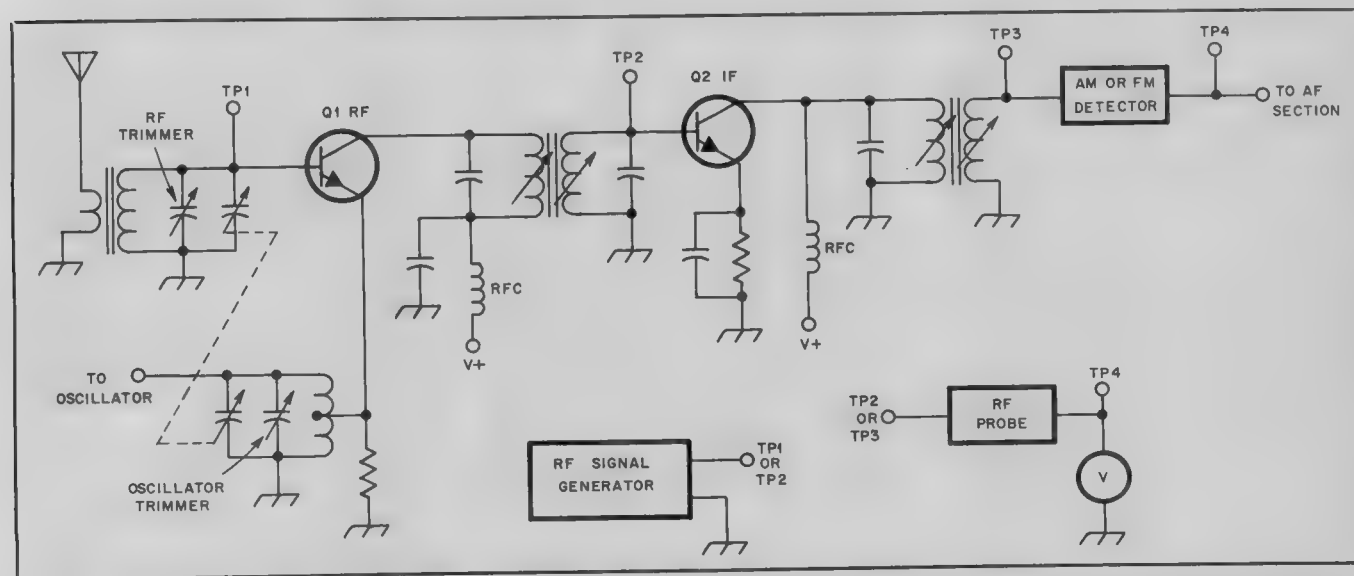 TP1
RF
TRIMMER
Q1 RF
TP2
Q2 IF
TP3
TP4
AM OR FM
DETECTOR
TO AF
SECTION
RFC
V+
RFC
V+
TO
OSCILLATOR
OSCILLATOR
TRIMMER
RF SIGNAL
GENERATOR
TP1
OR
TP2
TP2
OR
TP3
RF
PROBE
TP4
V